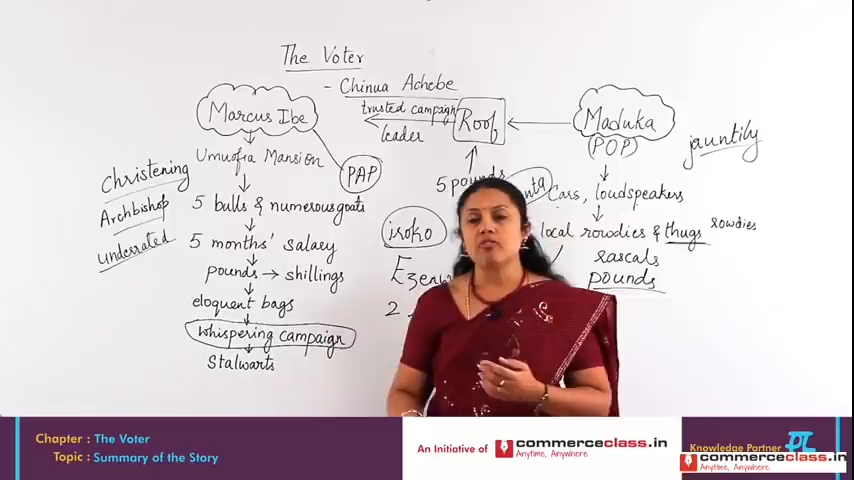 The Voter
- Chinua Achebe
Marcus Ibe
trusted campaign
leader
Roof
Maduka
(POP)
jauntily
Umuofia Mansion
PAP
Christening
Archbishop
underrated
5 bulls & numerous goats
5 months' salary
pounds → shillings
eloquent bags
whispering campaign
Stalwarts
5 pounds
iroko
2
Cars, loudspeakers
local rowdies & thugs
rowdies
rascals
pounds
Chapter : The Voter
Topic : Summary of the Story
An Initiative of commerceclass.in
Anytime, Anywhere
Knowledge Partner
commerceclass.in
Anytime, Anywhere